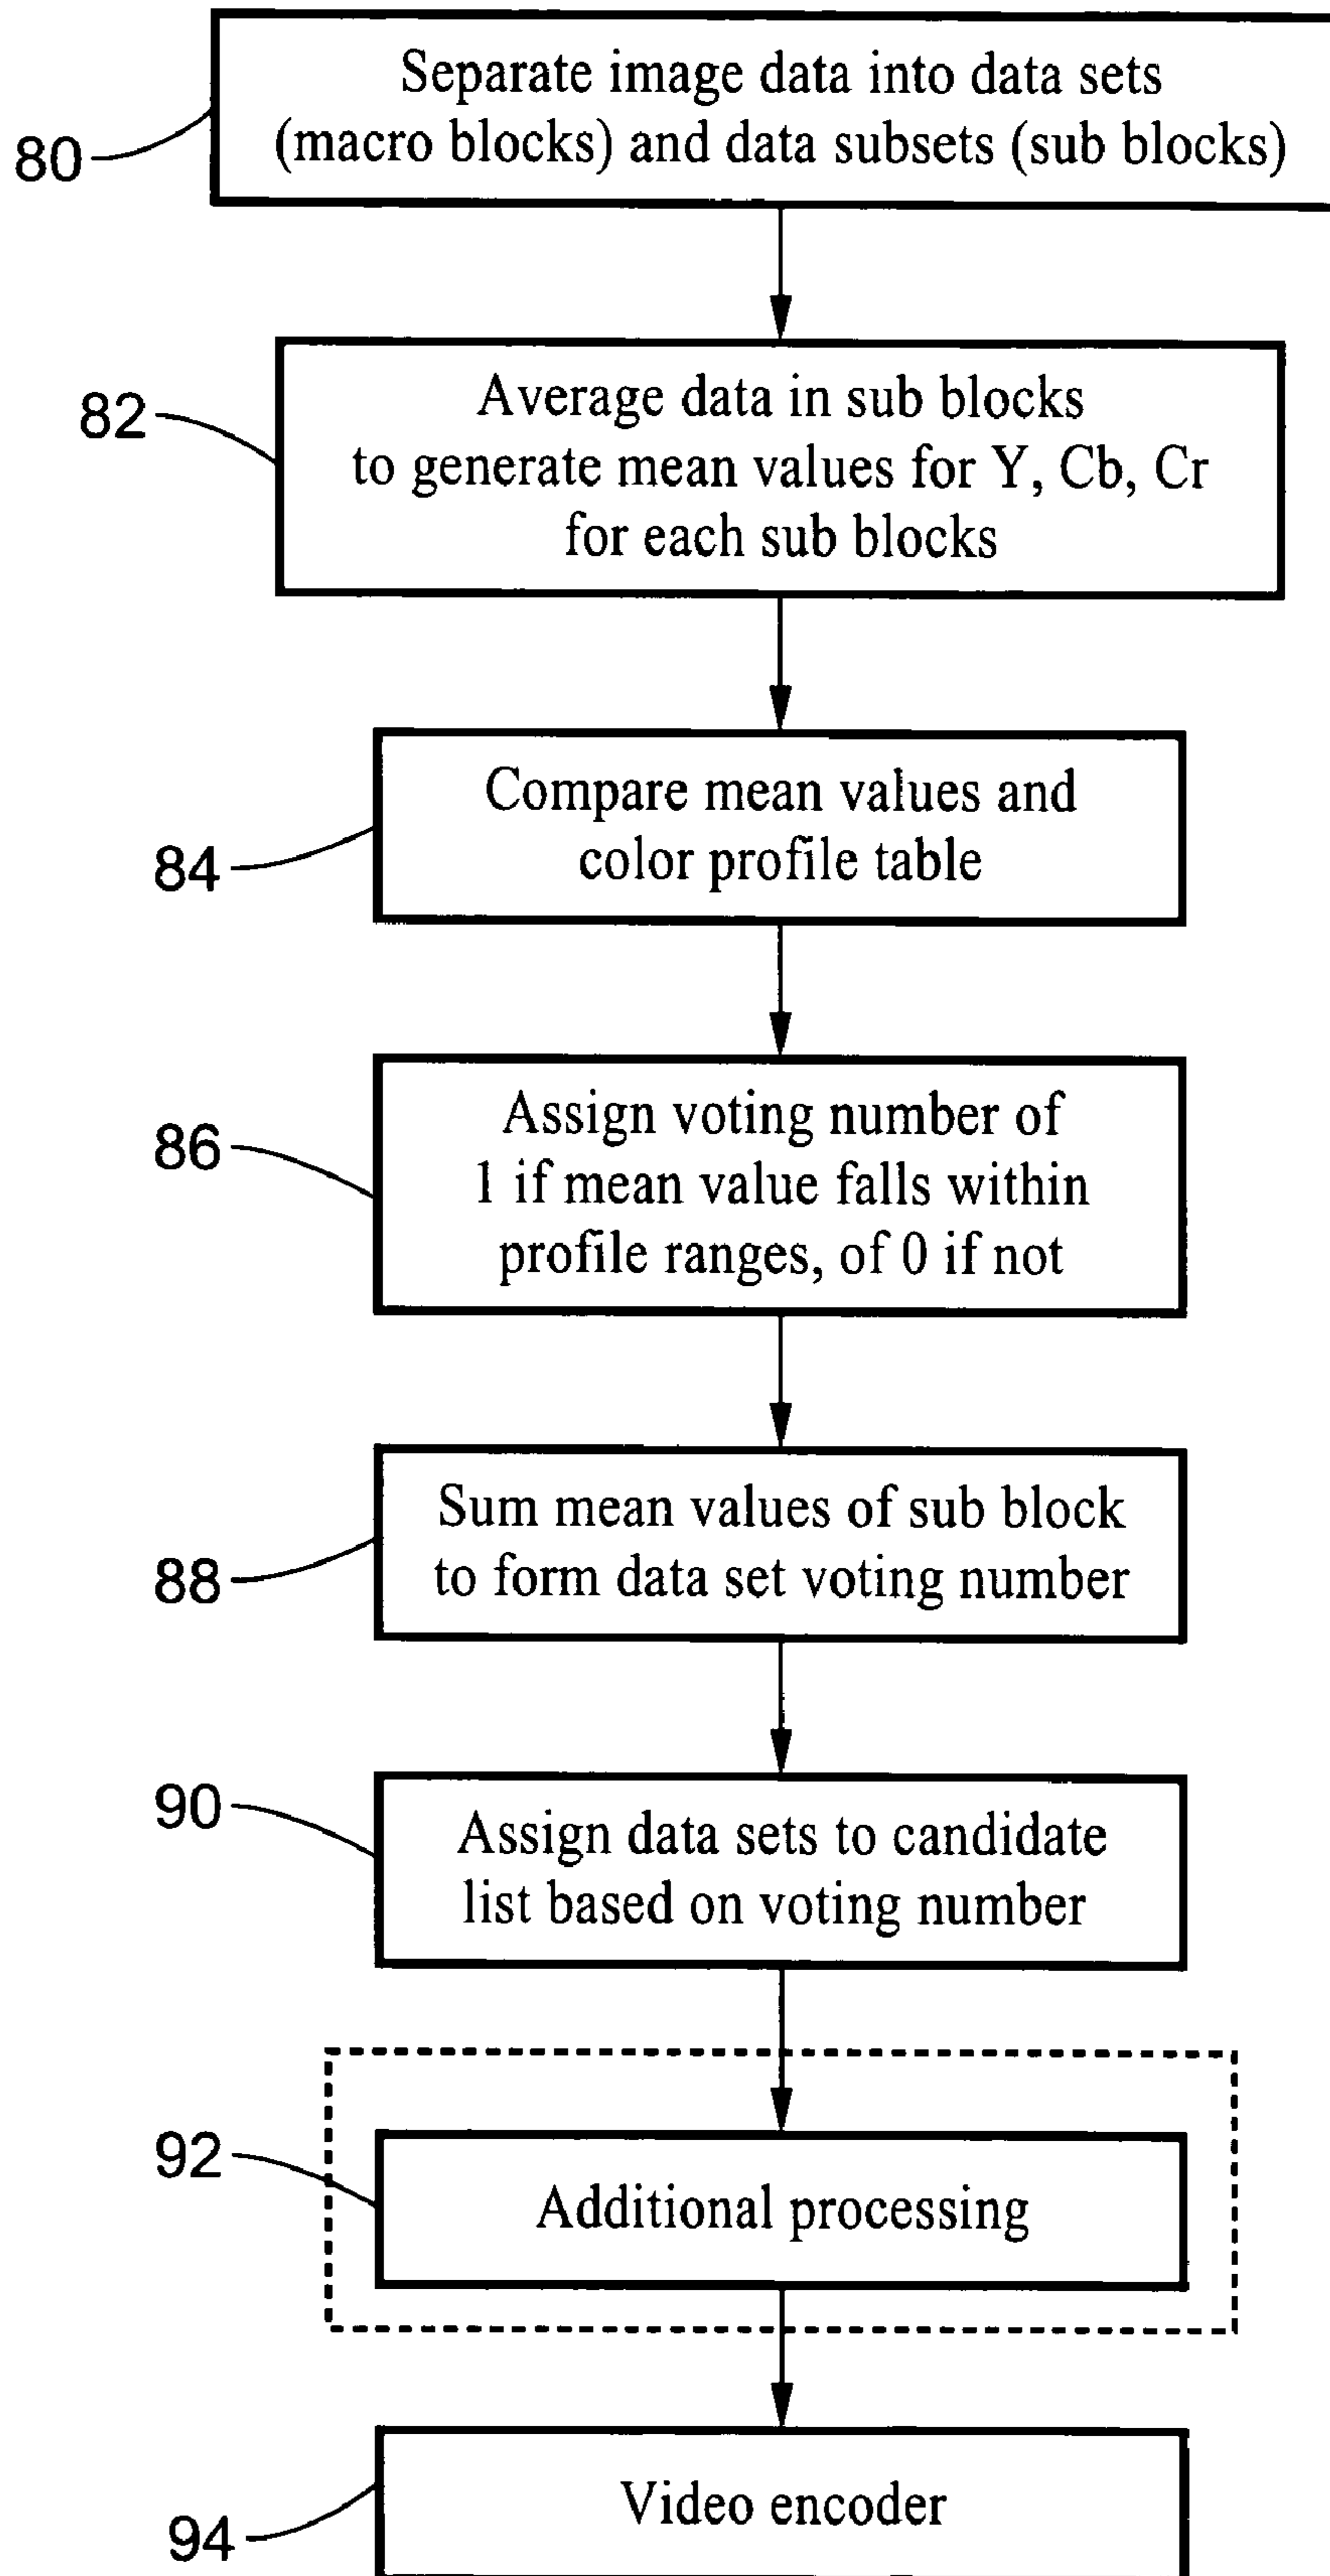 Separate image data into data sets
(macro blocks) and data subsets (sub blocks)
80
Average data in sub blocks
to generate mean values for Y, Cb, Cr
for each sub blocks
82
Compare mean values and
color profile table
84
Assign voting number of
1 if mean value falls within
profile ranges, of 0 if not
86
Sum mean values of sub block
to form data set voting number
88
Assign data sets to candidate
list based on voting number
90
Additional processing
92
Video encoder
94